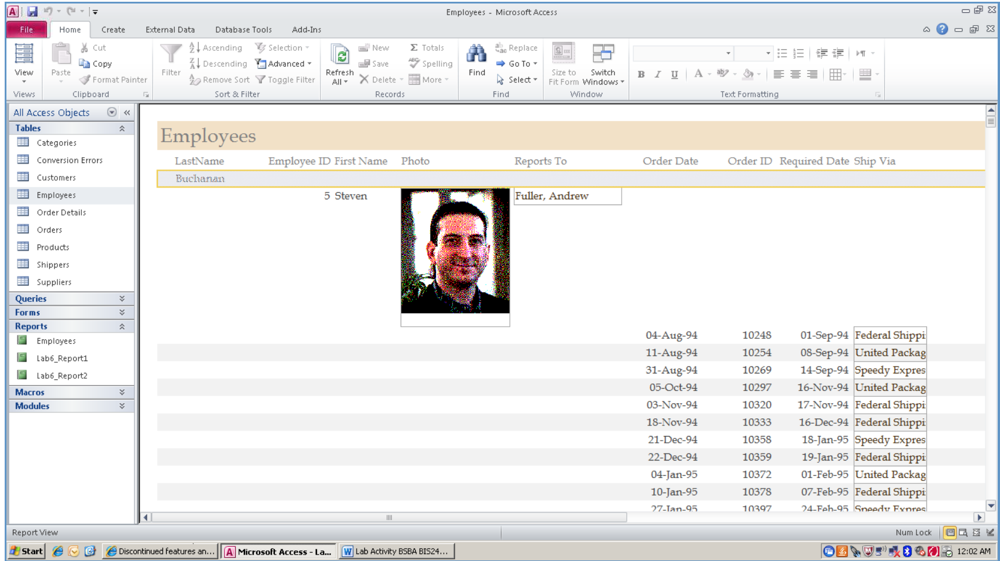 Employees - Microsoft Access
File Home Create External Data Database Tools Add-Ins
View
Views
Paste
Cut
Copy
Format Painter
Clipboard
Filter
Ascending
Descending
Remove Sort
Selection
Advanced
Toggle Filter
Sort & Filter
Refresh All
New
Save
Delete
Totals
Spelling
More
Records
Find
Replace
Go To
Select
Find
Size to Fit Form
Switch Windows
Window
B I U A
Text Formatting
All Access Objects
Tables
Categories
Conversion Errors
Customers
Employees
Order Details
Orders
Products
Shippers
Suppliers
Queries
Forms
Reports
Employees
Lab6_Report1
Lab6_Report2
Macros
Modules
Employees
LastName Employee ID First Name Photo Reports To Order Date Order ID Required Date Ship Via
Buchanan
5 Steven Fuller, Andrew
04-Aug-94 10248 01-Sep-94 Federal Shippi
11-Aug-94 10254 08-Sep-94 United Packag
31-Aug-94 10269 14-Sep-94 Speedy Expres
05-Oct-94 10297 16-Nov-94 United Packag
03-Nov-94 10320 17-Nov-94 Federal Shippi
18-Nov-94 10333 16-Dec-94 Federal Shippi
21-Dec-94 10358 18-Jan-95 Speedy Expres
22-Dec-94 10359 19-Jan-95 Federal Shippi
04-Jan-95 10372 01-Feb-95 United Packag
10-Jan-95 10378 07-Feb-95 Federal Shippi
27-Jan-95 10397 24-Feb-95 Speedy Expres
Report View Num Lock
Start Discontinued features an... Microsoft Access - La... Lab Activity BSBA BIS24... 12:02 AM